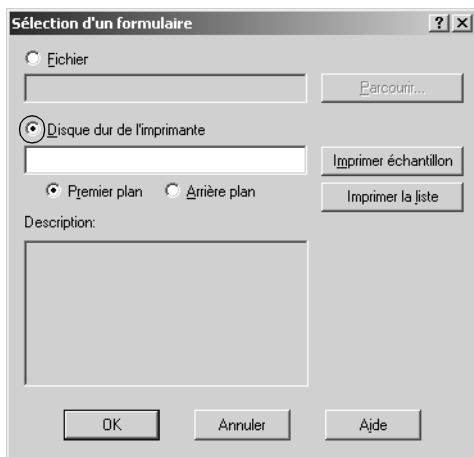 Sélection d'un formulaire
Fichier
Parcourir...
Disque dur de l'imprimante
Imprimer échantillon
Premier plan Arrière plan
Imprimer la liste
Description:
OK Annuler Aide